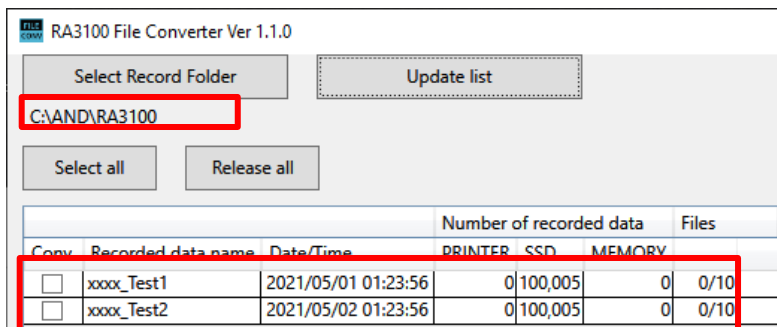 FILE CONV RA3100 File Converter Ver 1.1.0
Select Record Folder Update list
C:\AND\RA3100
Select all Release all
Number of recorded data Files
Conv Recorded data name Date/Time PRINTER SSD MEMORY
xxxx_Test1 2021/05/01 01:23:56 0 100,005 0 0/10
xxxx_Test2 2021/05/02 01:23:56 0 100,005 0 0/10